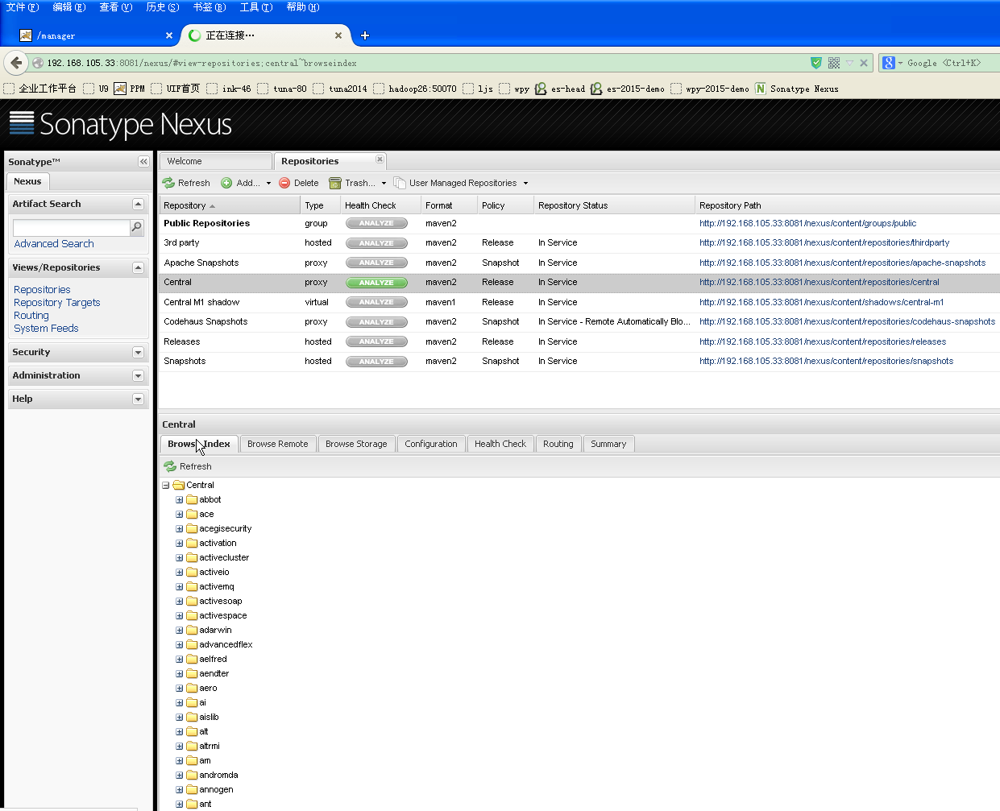 文件(F) 编辑(E) 查看(V) 历史(S) 书签(B) 工具(T) 帮助(H)
/manager × 正在连接… × +
192.168.105.33:8081/nexus/#view-repositories;central~browseindex Google <Ctrl+K>
企业工作平台 U9 PPM UIF首页 ink-46 tuna-80 tuna2014 hadoop26:50070 ljs wpy es-head es-2015-demo wpy-2015-demo Sonatype Nexus
Sonatype Nexus
Sonatype™
Nexus
Artifact Search
Advanced Search
Views/Repositories
Repositories
Repository Targets
Routing
System Feeds
Security
Administration
Help
Welcome Repositories
Refresh Add... Delete Trash... User Managed Repositories
Repository Type Health Check Format Policy Repository Status Repository Path
Public Repositories group ANALYZE maven2 http://192.168.105.33:8081/nexus/content/groups/public
3rd party hosted ANALYZE maven2 Release In Service http://192.168.105.33:8081/nexus/content/repositories/thirdparty
Apache Snapshots proxy ANALYZE maven2 Snapshot In Service http://192.168.105.33:8081/nexus/content/repositories/apache-snapshots
Central proxy ANALYZE maven2 Release In Service http://192.168.105.33:8081/nexus/content/repositories/central
Central M1 shadow virtual ANALYZE maven1 Release In Service http://192.168.105.33:8081/nexus/content/shadows/central-m1
Codehaus Snapshots proxy ANALYZE maven2 Snapshot In Service - Remote Automatically Blo... http://192.168.105.33:8081/nexus/content/repositories/codehaus-snapshots
Releases hosted ANALYZE maven2 Release In Service http://192.168.105.33:8081/nexus/content/repositories/releases
Snapshots hosted ANALYZE maven2 Snapshot In Service http://192.168.105.33:8081/nexus/content/repositories/snapshots
Central
Browse Index Browse Remote Browse Storage Configuration Health Check Routing Summary
Refresh
Central
abbot
ace
acegisecurity
activation
activecluster
activeio
activemq
activesoap
activespace
adarwin
advancedflex
aelfred
aendter
aero
ai
aislib
alt
altrmi
am
andromda
annogen
ant